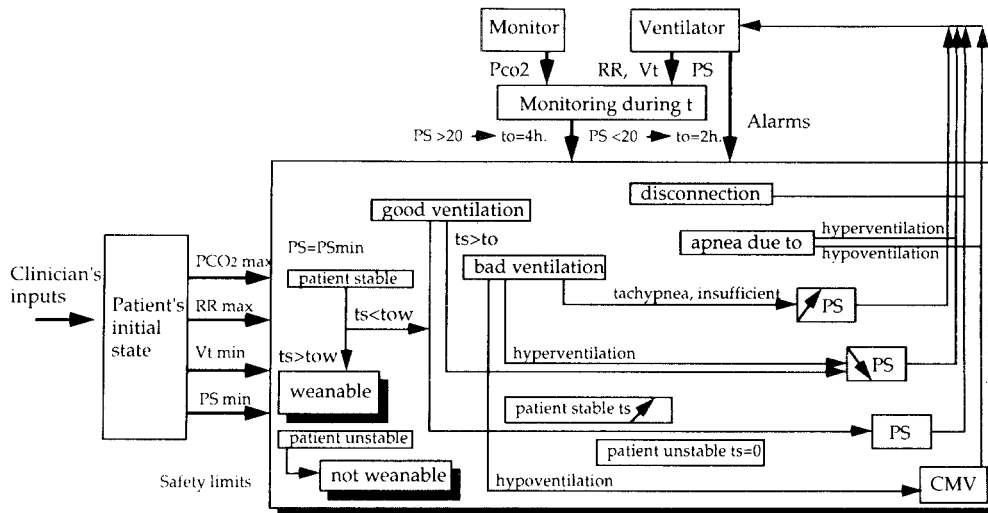 Monitor
Ventilator
Pco2
RR, Vt
PS
Monitoring during t
PS >20
to=4h.
PS <20
to=2h.
Alarms
disconnection
good ventilation
ts>to
apnea due to
hyperventilation
hypoventilation
PS=PSmin
bad ventilation
patient stable
tachypnea, insufficient
PS
Clinician's
inputs
Patient's
initial
state
PCO2 max
RR max
Vt min
PS min
Safety limits
ts<tow
ts>tow
weanable
hyperventilation
PS
patient stable ts
PS
patient unstable
patient unstable ts=0
not weanable
hypoventilation
CMV